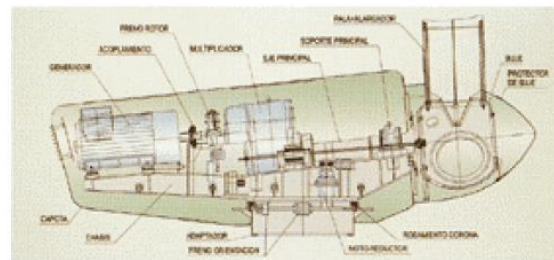 PALA+ALARGADOR
FRENO ROTOR
SOPORTE PRINCIPAL
ACOPLAMIENTO
MULTIPLICADOR
EJE PRINCIPAL
BUJE
GENERADOR
PROTECTOR
DE BUJE
CAPOTA
CHASIS
ADAPTADOR
RODAMIENTO CORONA
FRENO ORIENTACION
MOTO-REDUCTOR